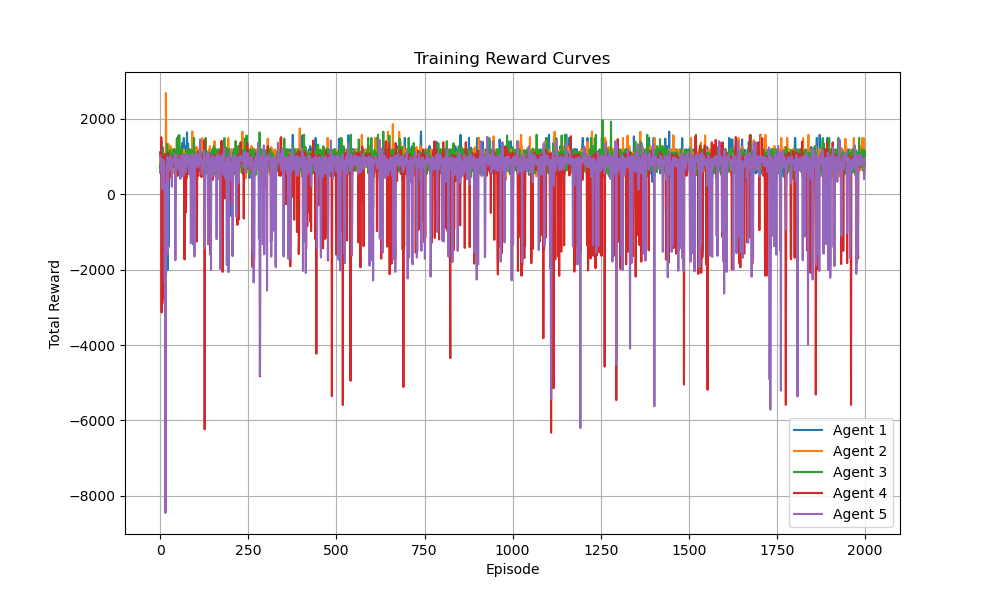 Training Reward Curves
2000
0
−2000
−4000
−6000
−8000
Total Reward
0 250 500 750 1000 1250 1500 1750 2000
Episode
Agent 1
Agent 2
Agent 3
Agent 4
Agent 5